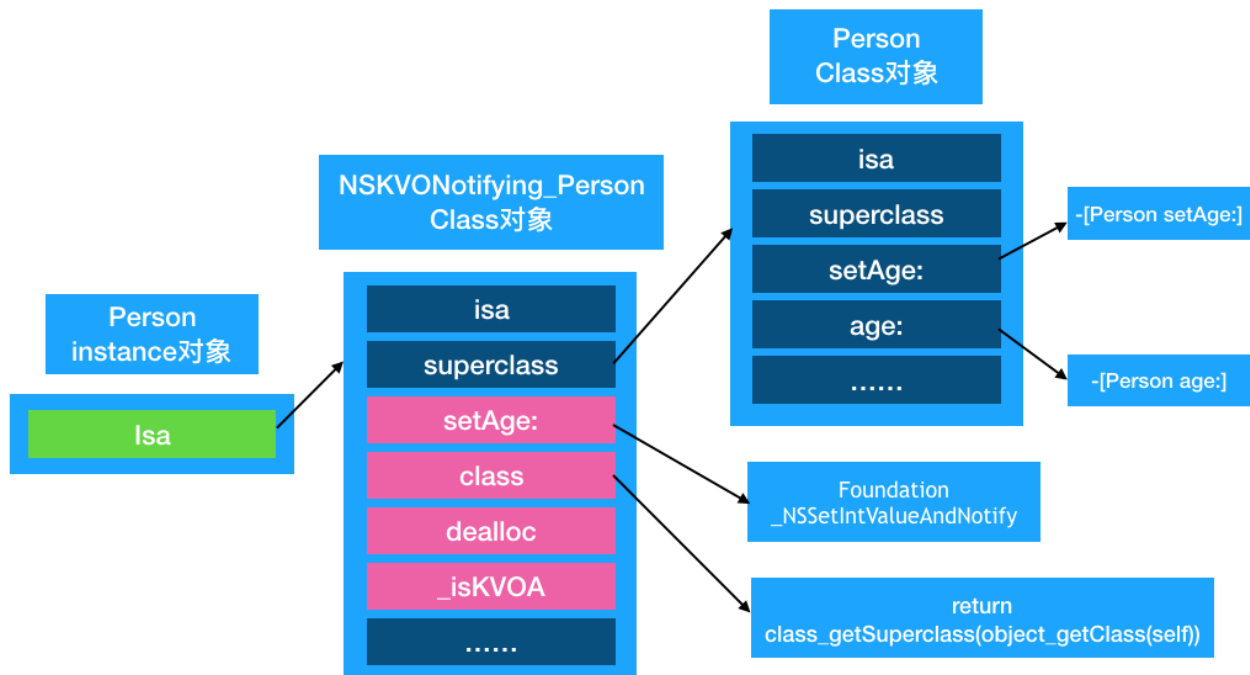 Person
instance对象
Isa
NSKVONotifying_Person
Class对象
isa
superclass
setAge:
class
dealloc
_isKVOA
......
Person
Class对象
isa
superclass
setAge:
age:
......
-[Person setAge:]
-[Person age:]
Foundation
_NSSetIntValueAndNotify
return
class_getSuperclass(object_getClass(self))